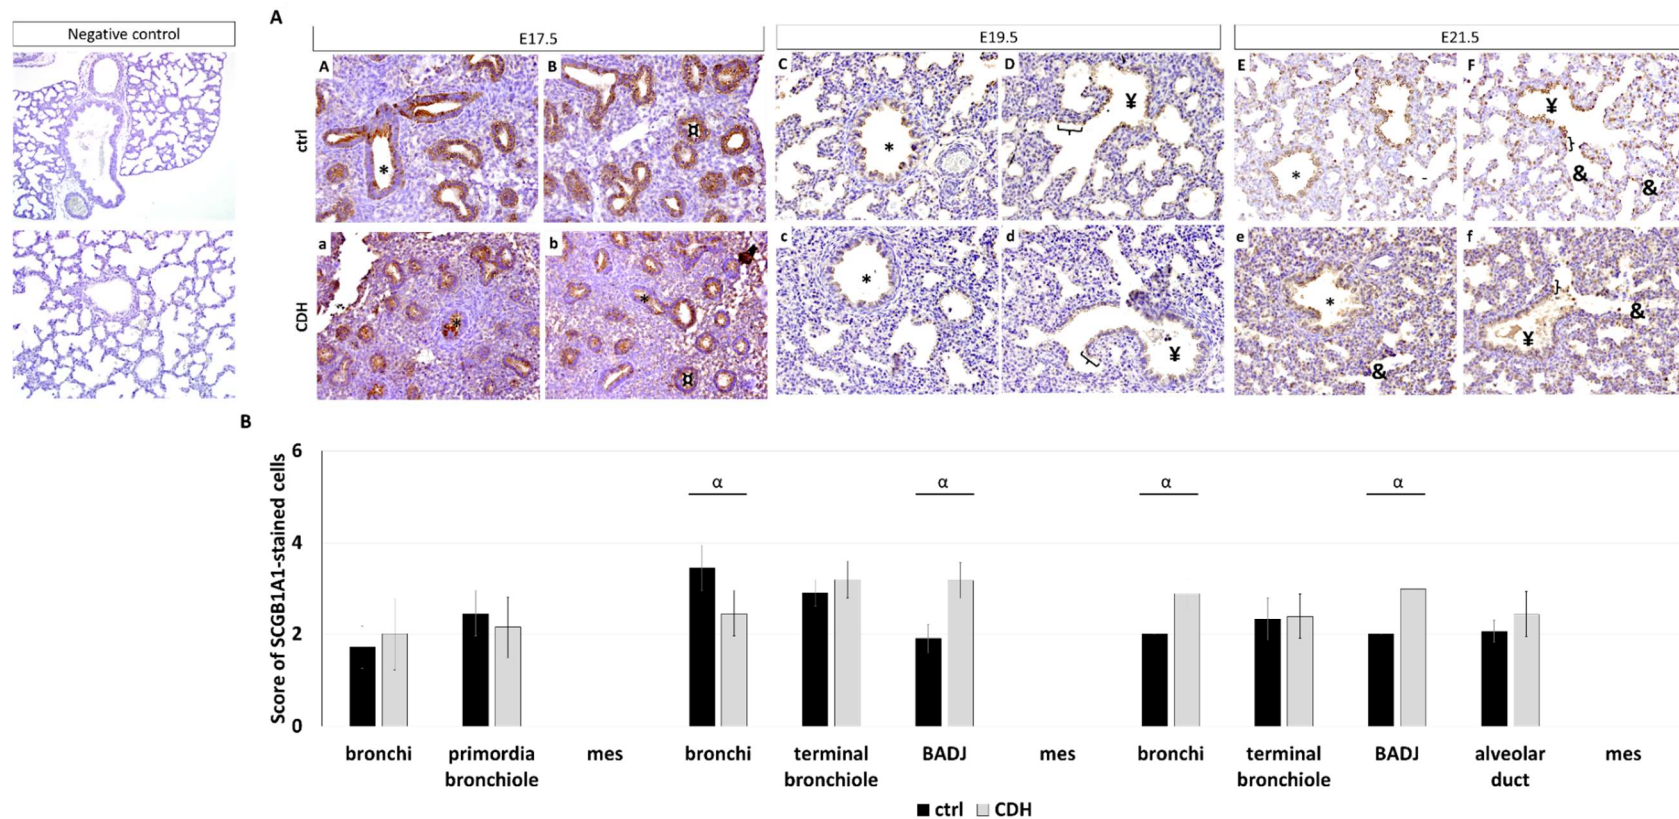 A
Negative control
E17.5
E19.5
E21.5
ctrl
A
*
B
¤
C
*
D
¥
E
*
F
¥
}
&
&
CDH
a
*
b
*
¤
c
*
d
¥
e
*
&
f
}
¥
&
B
Score of SCGB1A1-stained cells
6
4
2
0
α
α
α
α
bronchi
primordia bronchiole
mes
bronchi
terminal bronchiole
BADJ
mes
bronchi
terminal bronchiole
BADJ
alveolar duct
mes
ctrl
CDH